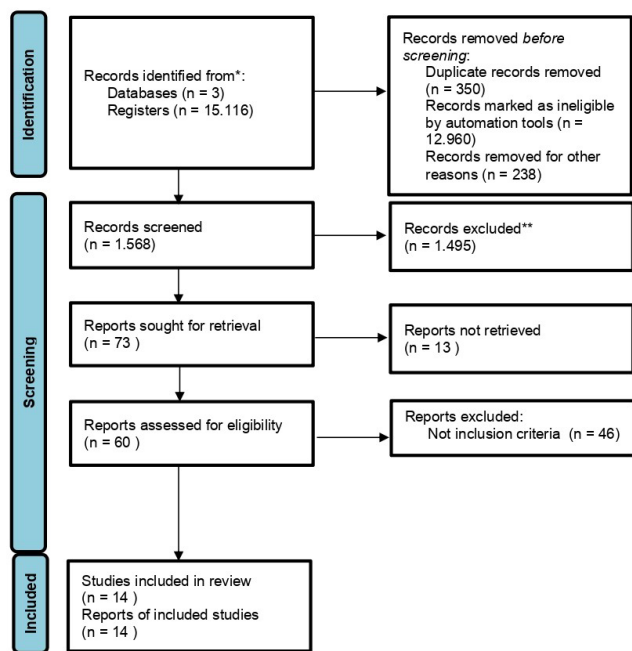 Identification
Records identified from*:
Databases (n = 3)
Registers (n = 15.116)
Records removed before
screening:
Duplicate records removed
(n = 350)
Records marked as ineligible
by automation tools (n =
12.960)
Records removed for other
reasons (n = 238)
Screening
Records screened
(n = 1.568)
Records excluded**
(n = 1.495)
Reports sought for retrieval
(n = 73 )
Reports not retrieved
(n = 13 )
Reports assessed for eligibility
(n = 60 )
Reports excluded:
Not inclusion criteria (n = 46)
Included
Studies included in review
(n = 14 )
Reports of included studies
(n = 14 )